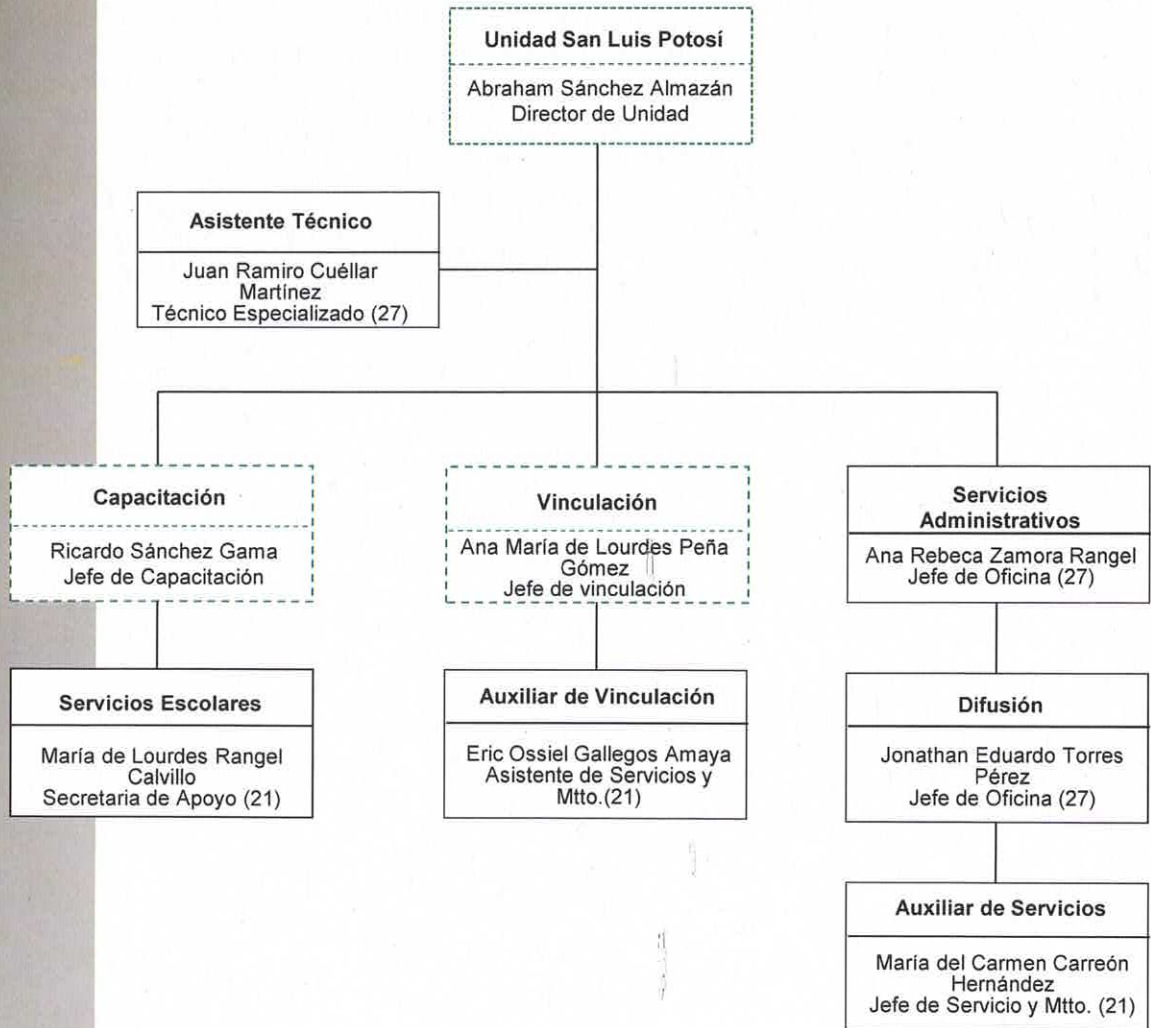 Unidad San Luis Potosí
Abraham Sánchez Almazán
Director de Unidad
Asistente Técnico
Juan Ramiro Cuéllar
Martínez
Técnico Especializado (27)
Capacitación
Ricardo Sánchez Gama
Jefe de Capacitación
Vinculación
Ana María de Lourdes Peña
Gómez
Jefe de vinculación
Servicios
Administrativos
Ana Rebeca Zamora Rangel
Jefe de Oficina (27)
Servicios Escolares
María de Lourdes Rangel
Calvillo
Secretaria de Apoyo (21)
Auxiliar de Vinculación
Eric Ossiel Gallegos Amaya
Asistente de Servicios y
Mtto.(21)
Difusión
Jonathan Eduardo Torres
Pérez
Jefe de Oficina (27)
Auxiliar de Servicios
María del Carmen Carreón
Hernández
Jefe de Servicio y Mtto. (21)